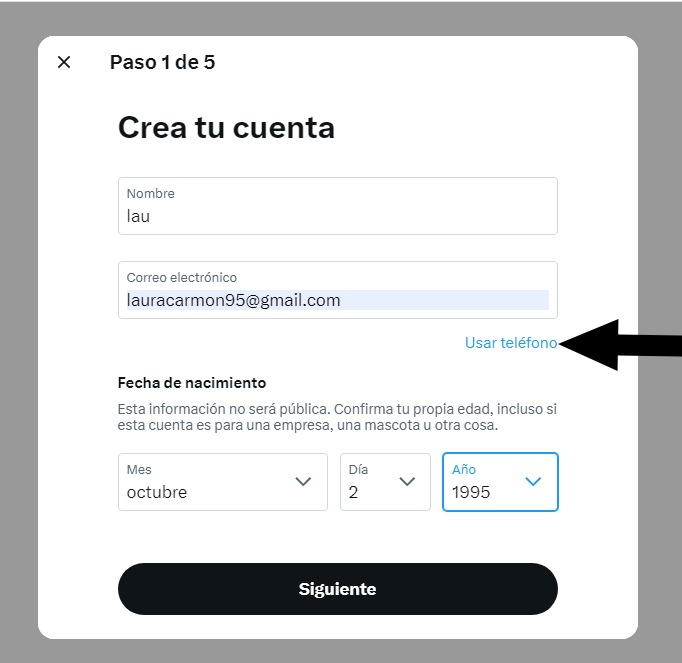 Paso 1 de 5
Crea tu cuenta
Nombre
lau
Correo electrónico
lauracarmon95@gmail.com
Usar teléfono
Fecha de nacimiento
Esta información no será pública. Confirma tu propia edad, incluso si
esta cuenta es para una empresa, una mascota u otra cosa.
Mes
octubre
Día
2
Año
1995
Siguiente